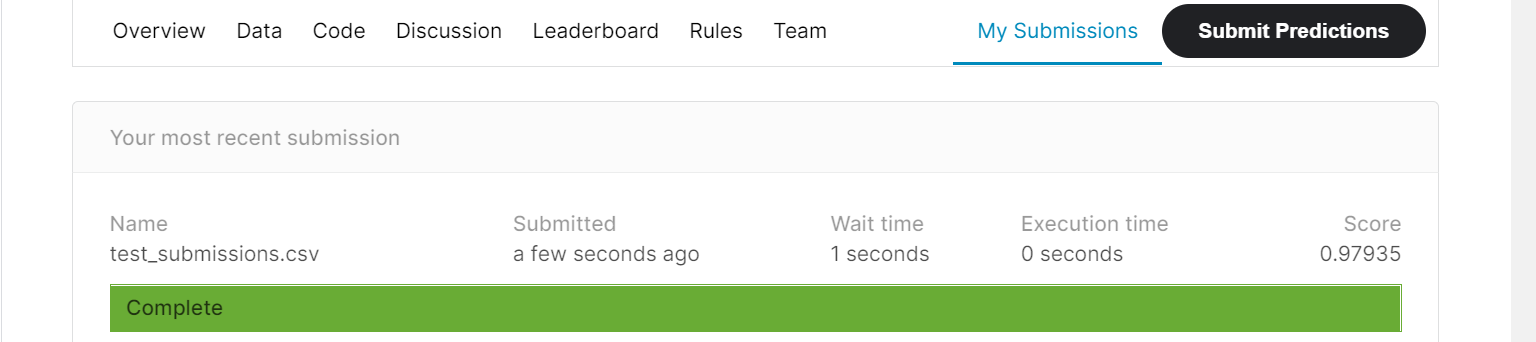 Overview Data Code Discussion Leaderboard Rules Team My Submissions Submit Predictions
Your most recent submission
Name Submitted Wait time Execution time Score
test_submissions.csv a few seconds ago 1 seconds 0 seconds 0.97935
Complete